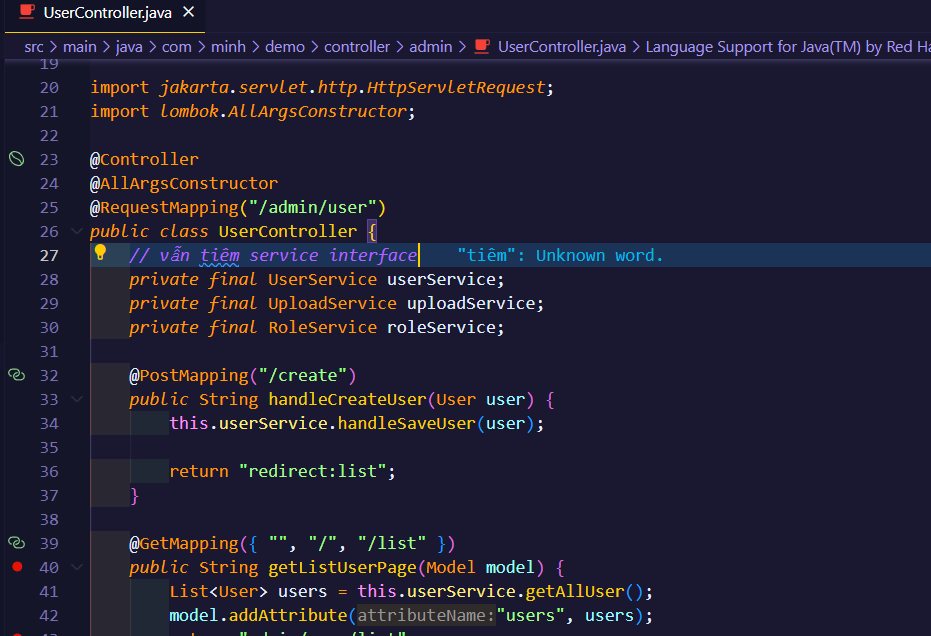 UserController.java ×
src > main > java > com > minh > demo > controller > admin > UserController.java > Language Support for Java(TM) by Red Ha
19
20 import jakarta.servlet.http.HttpServletRequest;
21 import lombok.AllArgsConstructor;
22
23 @Controller
24 @AllArgsConstructor
25 @RequestMapping("/admin/user")
26 public class UserController {
27 // vẫn tiêm service interface "tiêm": Unknown word.
28 private final UserService userService;
29 private final UploadService uploadService;
30 private final RoleService roleService;
31
32 @PostMapping("/create")
33 public String handleCreateUser(User user) {
34 this.userService.handleSaveUser(user);
35
36 return "redirect:list";
37 }
38
39 @GetMapping({ "", "/", "/list" })
40 public String getListUserPage(Model model) {
41 List<User> users = this.userService.getAllUser();
42 model.addAttribute(attributeName:"users", users);